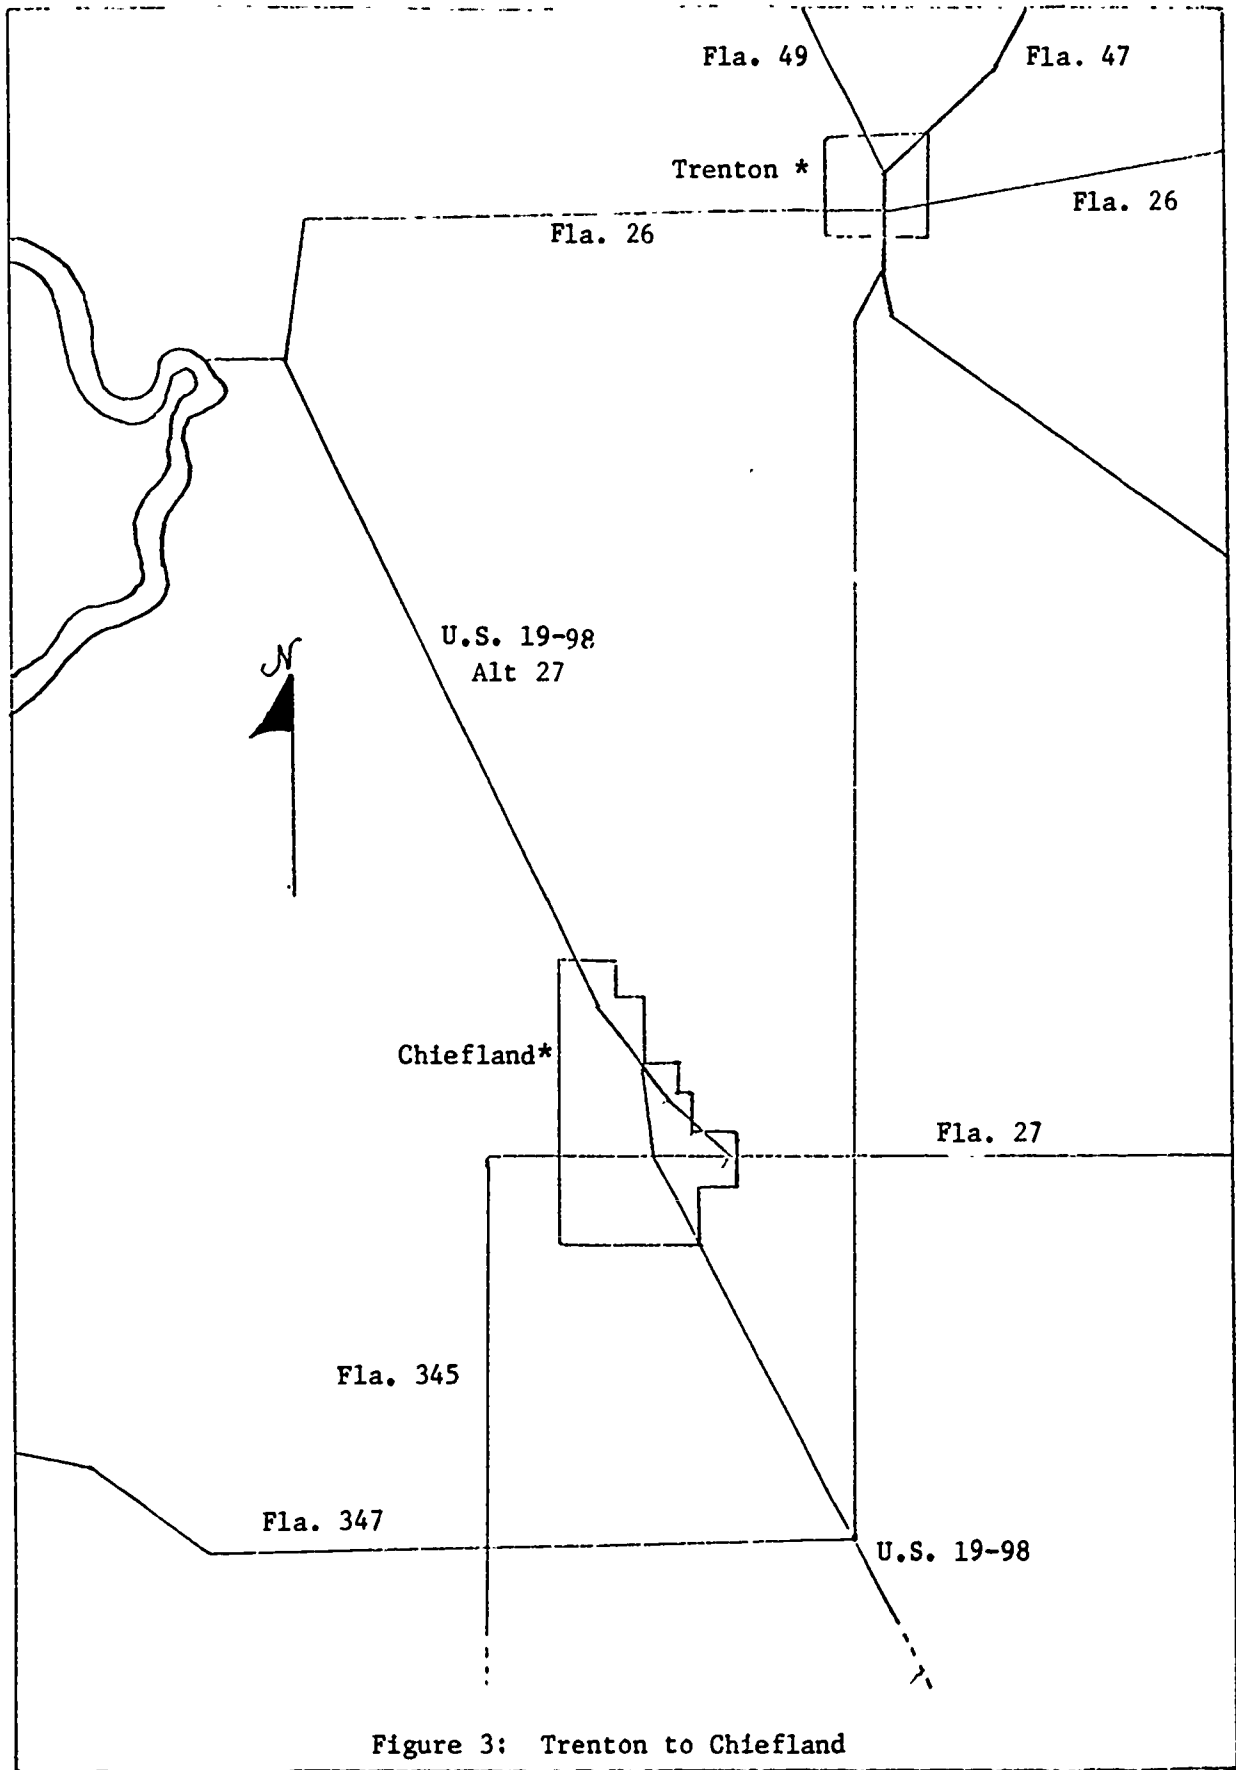 Fla. 49
Fla. 47
Trenton *
Fla. 26
Fla. 26
U.S. 19-98
Alt 27
N
Chiefland*
Fla. 27
Fla. 345
Fla. 347
U.S. 19-98
Figure 3: Trenton to Chiefland